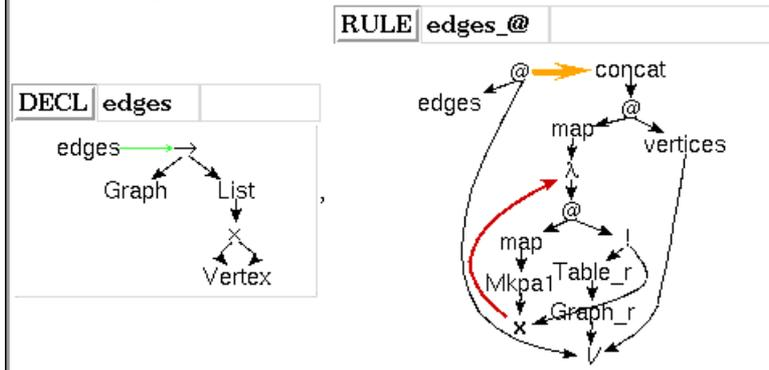 RULE edges_@
@ concat
edges @
map vertices
λ
@
map !
Mkpa1 Table_r
Graph_r
x V
DECL edges
edges →
Graph List
×
Vertex
,